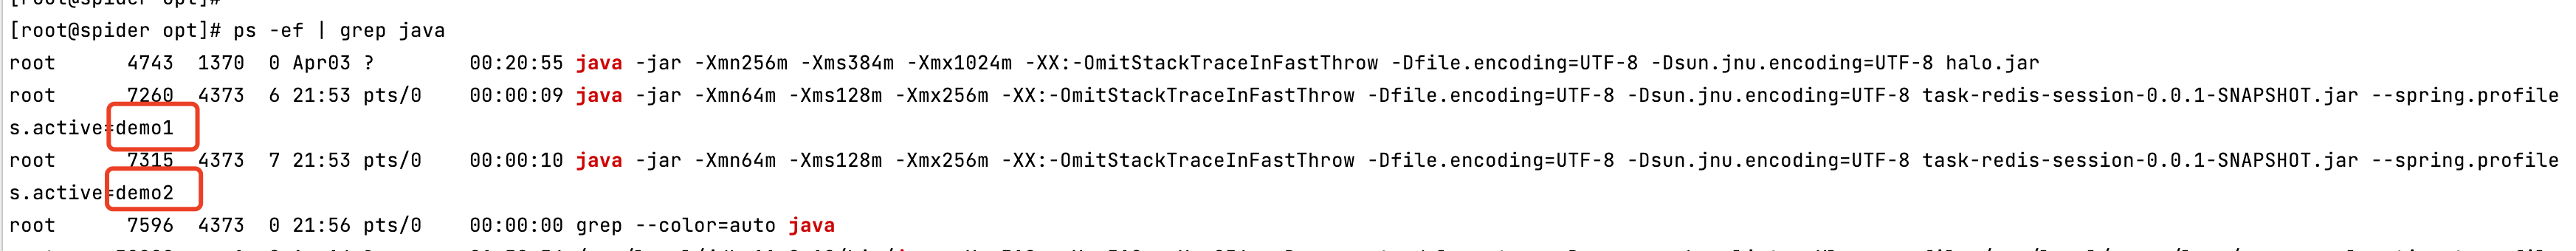 [root@spider opt]#
[root@spider opt]# ps -ef | grep java
root      4743  1370  0 Apr03 ?        00:20:55 java -jar -Xmn256m -Xms384m -Xmx1024m -XX:-OmitStackTraceInFastThrow -Dfile.encoding=UTF-8 -Dsun.jnu.encoding=UTF-8 halo.jar
root      7260  4373  6 21:53 pts/0    00:00:09 java -jar -Xmn64m -Xms128m -Xmx256m -XX:-OmitStackTraceInFastThrow -Dfile.encoding=UTF-8 -Dsun.jnu.encoding=UTF-8 task-redis-session-0.0.1-SNAPSHOT.jar --spring.profile
s.active=demo1
root      7315  4373  7 21:53 pts/0    00:00:10 java -jar -Xmn64m -Xms128m -Xmx256m -XX:-OmitStackTraceInFastThrow -Dfile.encoding=UTF-8 -Dsun.jnu.encoding=UTF-8 task-redis-session-0.0.1-SNAPSHOT.jar --spring.profile
s.active=demo2
root      7596  4373  0 21:56 pts/0    00:00:00 grep --color=auto java